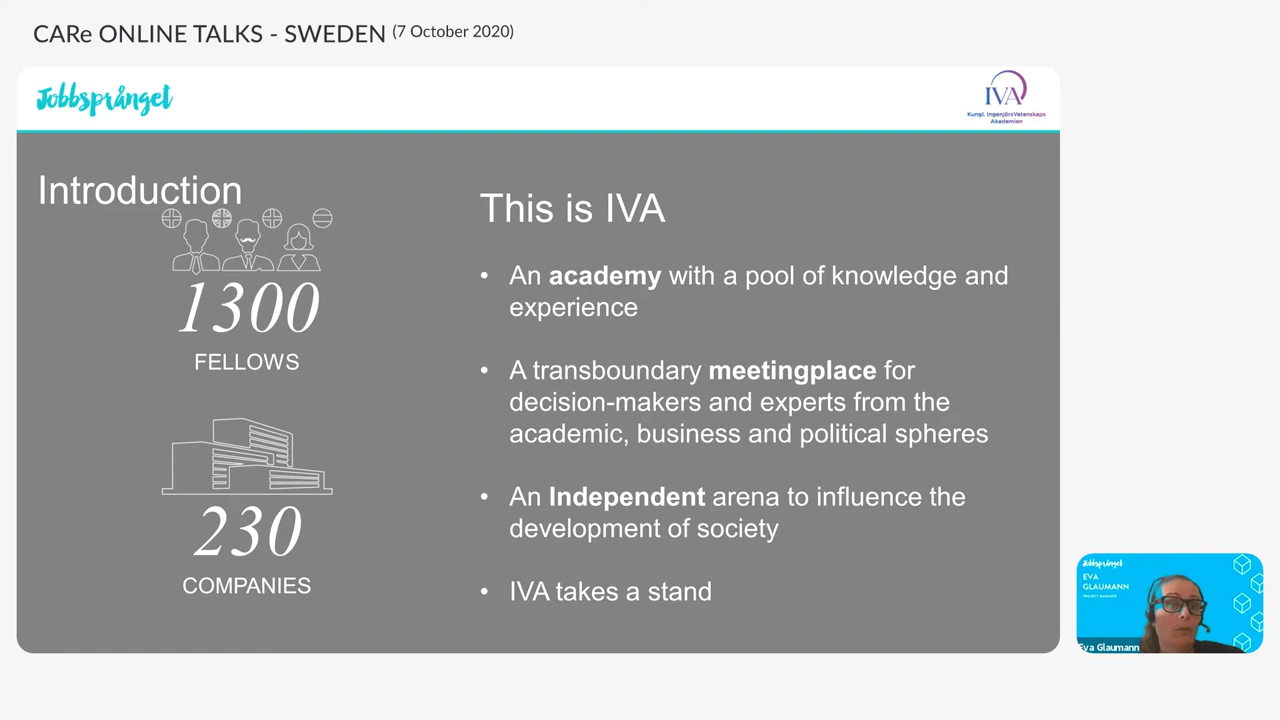 CARe ONLINE TALKS - SWEDEN (7 October 2020)
Jobbsprånget
IVA
Kungl. IngenjörsVetenskaps
Akademien
Introduction
1300
FELLOWS
230
COMPANIES
This is IVA
• An academy with a pool of knowledge and
experience
• A transboundary meetingplace for
decision-makers and experts from the
academic, business and political spheres
• An Independent arena to influence the
development of society
• IVA takes a stand
Jobbsprånget
EVA
GLAUMANN
PROJECT MANAGER
Eva Glaumann